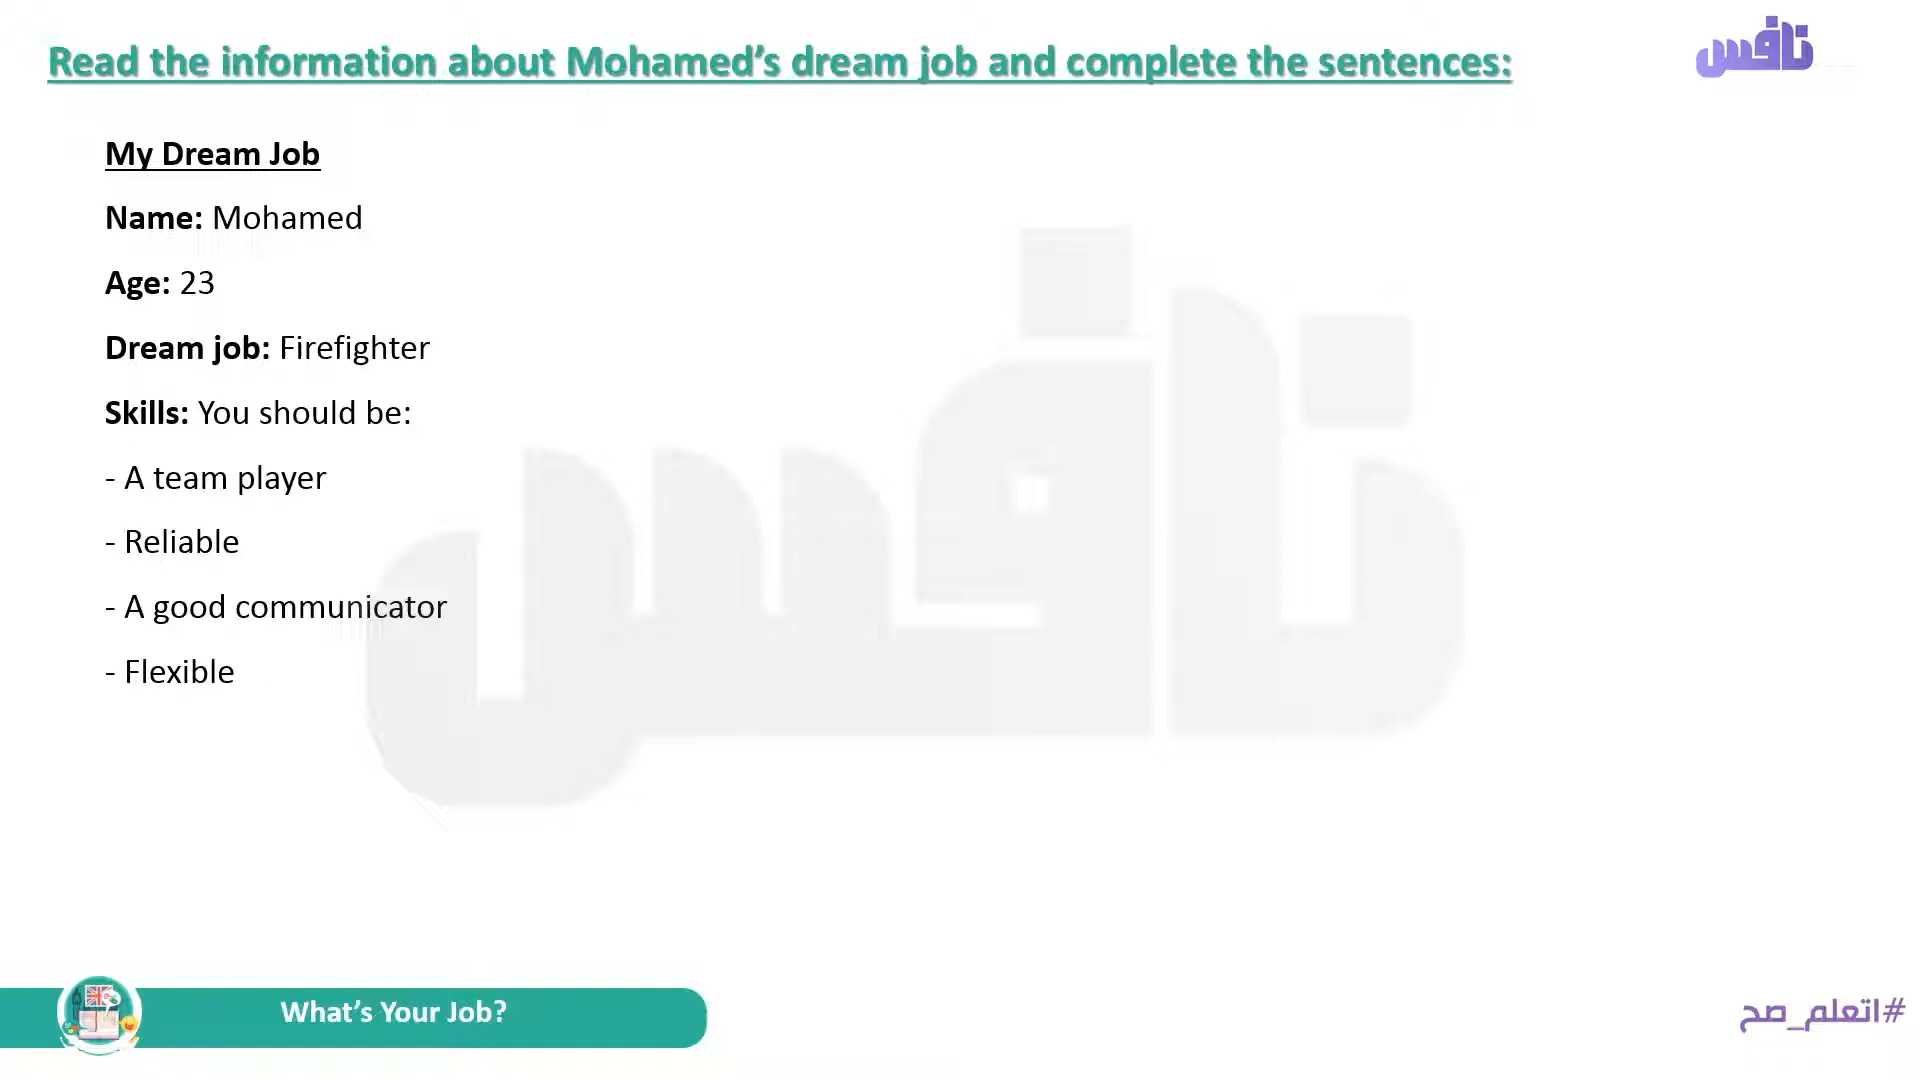 Read the information about Mohamed’s dream job and complete the sentences:
نافس
My Dream Job
Name: Mohamed
Age: 23
Dream job: Firefighter
Skills: You should be:
- A team player
- Reliable
- A good communicator
- Flexible
نافس
What’s Your Job?
#اتعلم_صح